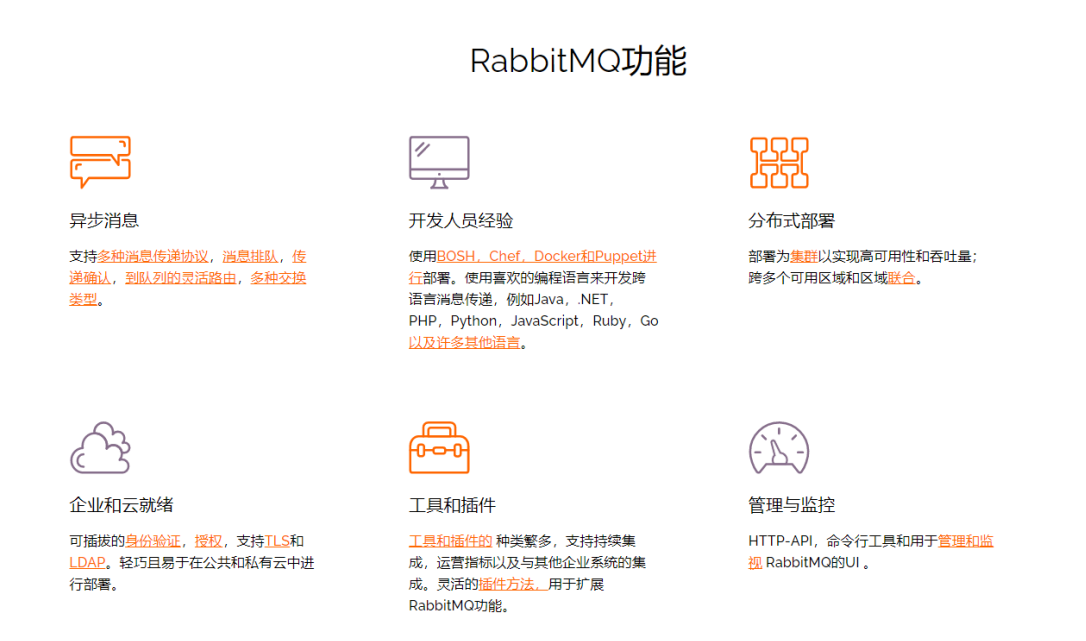 RabbitMQ功能
异步消息
支持多种消息传递协议，消息排队，传
递确认，到队列的灵活路由，多种交换
类型。
开发人员经验
使用BOSH，Chef，Docker和Puppet进
行部署。使用喜欢的编程语言来开发跨
语言消息传递，例如Java，.NET，
PHP，Python，JavaScript，Ruby，Go
以及许多其他语言。
分布式部署
部署为集群以实现高可用性和吞吐量；
跨多个可用区域和区域联合。
企业和云就绪
可插拔的身份验证，授权，支持TLS和
LDAP。轻巧且易于在公共和私有云中进
行部署。
工具和插件
工具和插件的 种类繁多，支持持续集
成，运营指标以及与其他企业系统的集
成。灵活的插件方法，用于扩展
RabbitMQ功能。
管理与监控
HTTP-API，命令行工具和用于管理和监
视 RabbitMQ的UI 。